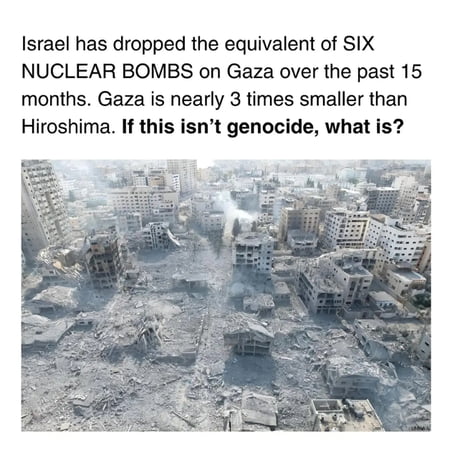 Israel has dropped the equivalent of SIX
NUCLEAR BOMBS on Gaza over the past 15
months. Gaza is nearly 3 times smaller than
Hiroshima. If this isn’t genocide, what is?